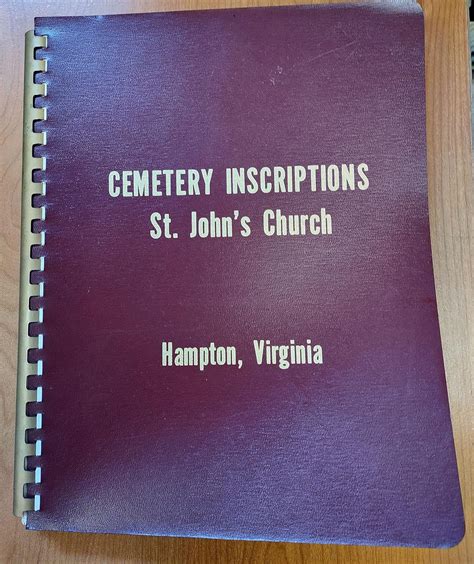 CEMETERY INSCRIPTIONS
St. John's Church
Hampton, Virginia